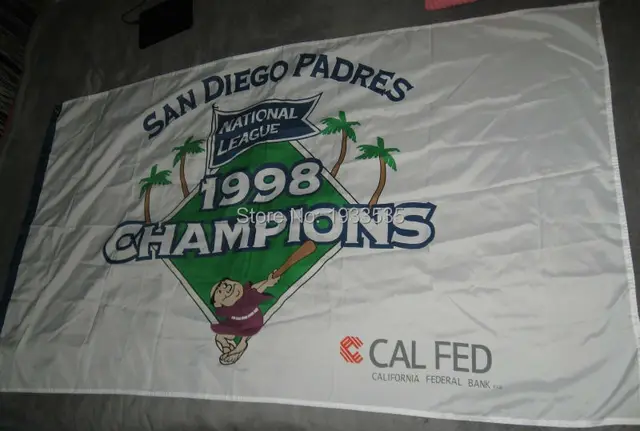 SAN DIEGO PADRES
NATIONAL
LEAGUE
1998
Store No: 1933535
CHAMPIONS
CAL FED
CALIFORNIA FEDERAL BANK